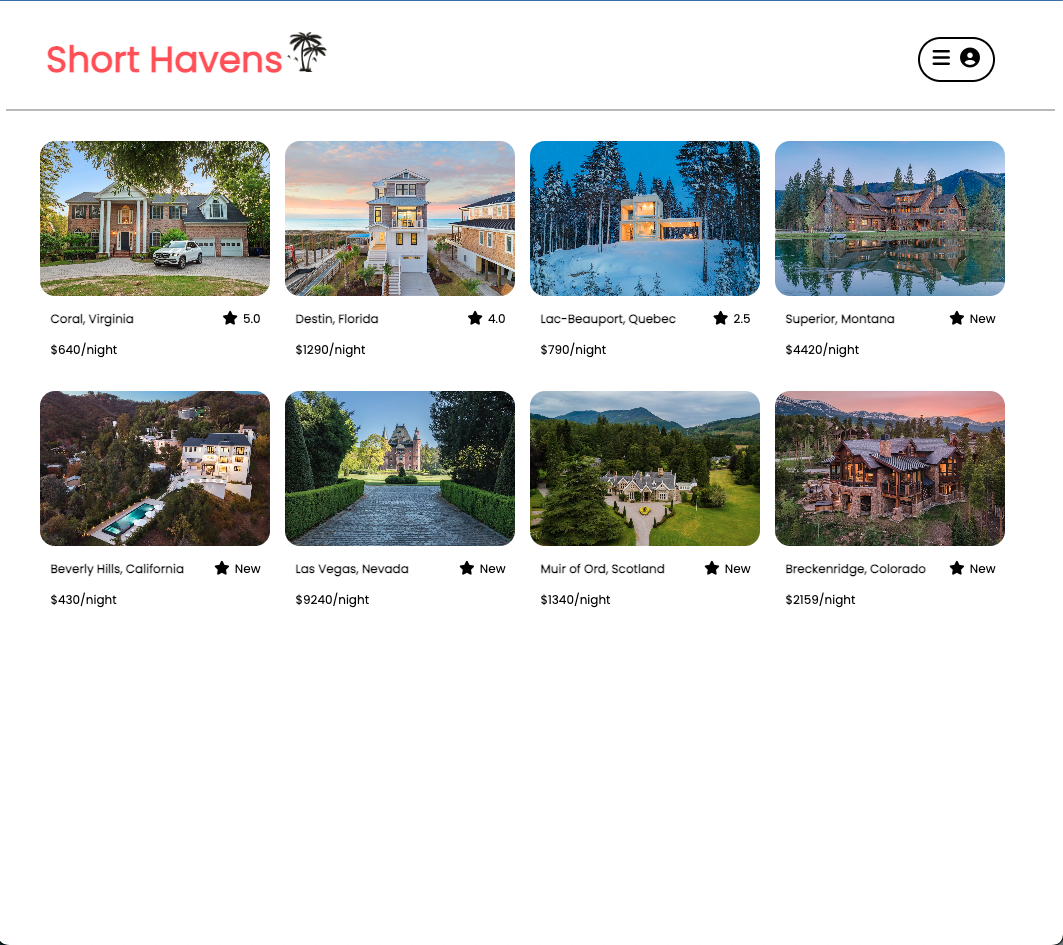 Short Havens
Coral, Virginia 5.0
$640/night
Destin, Florida 4.0
$1290/night
Lac-Beauport, Quebec 2.5
$790/night
Superior, Montana New
$4420/night
Beverly Hills, California New
$430/night
Las Vegas, Nevada New
$9240/night
Muir of Ord, Scotland New
$1340/night
Breckenridge, Colorado New
$2159/night